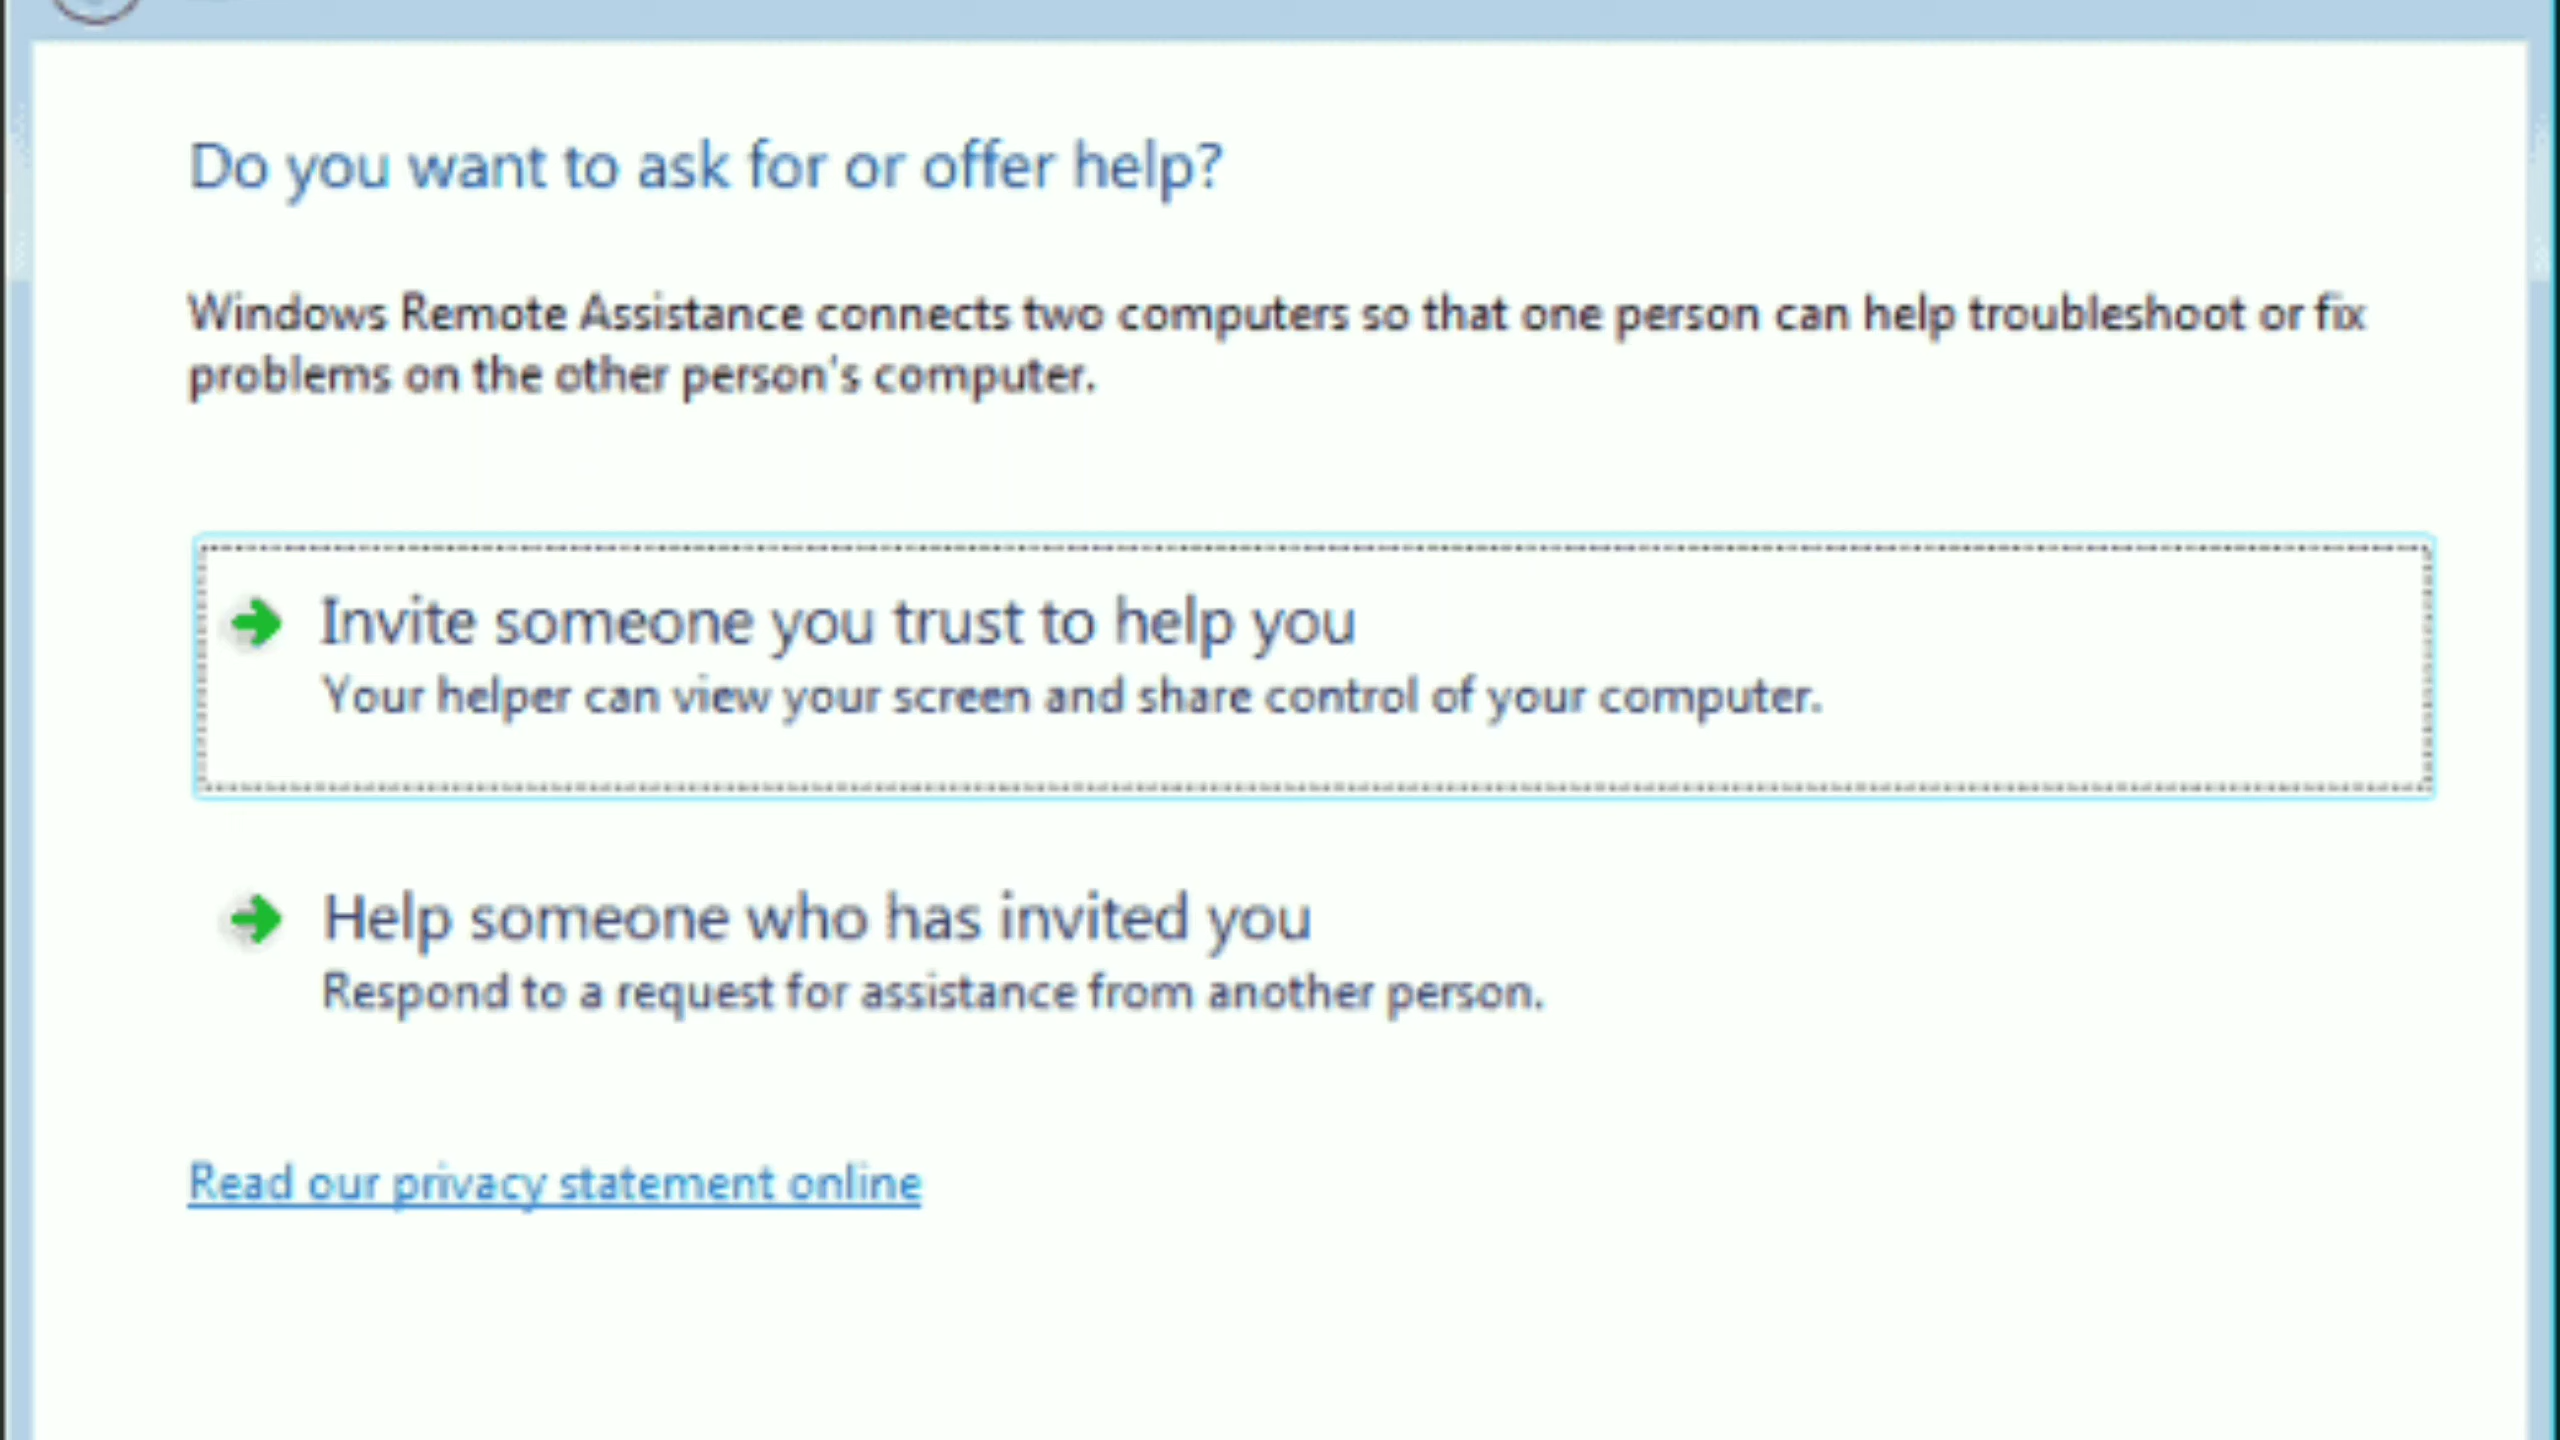 Do you want to ask for or offer help?
Windows Remote Assistance connects two computers so that one person can help troubleshoot or fix
problems on the other person's computer.
Invite someone you trust to help you
Your helper can view your screen and share control of your computer.
Help someone who has invited you
Respond to a request for assistance from another person.
Read our privacy statement online